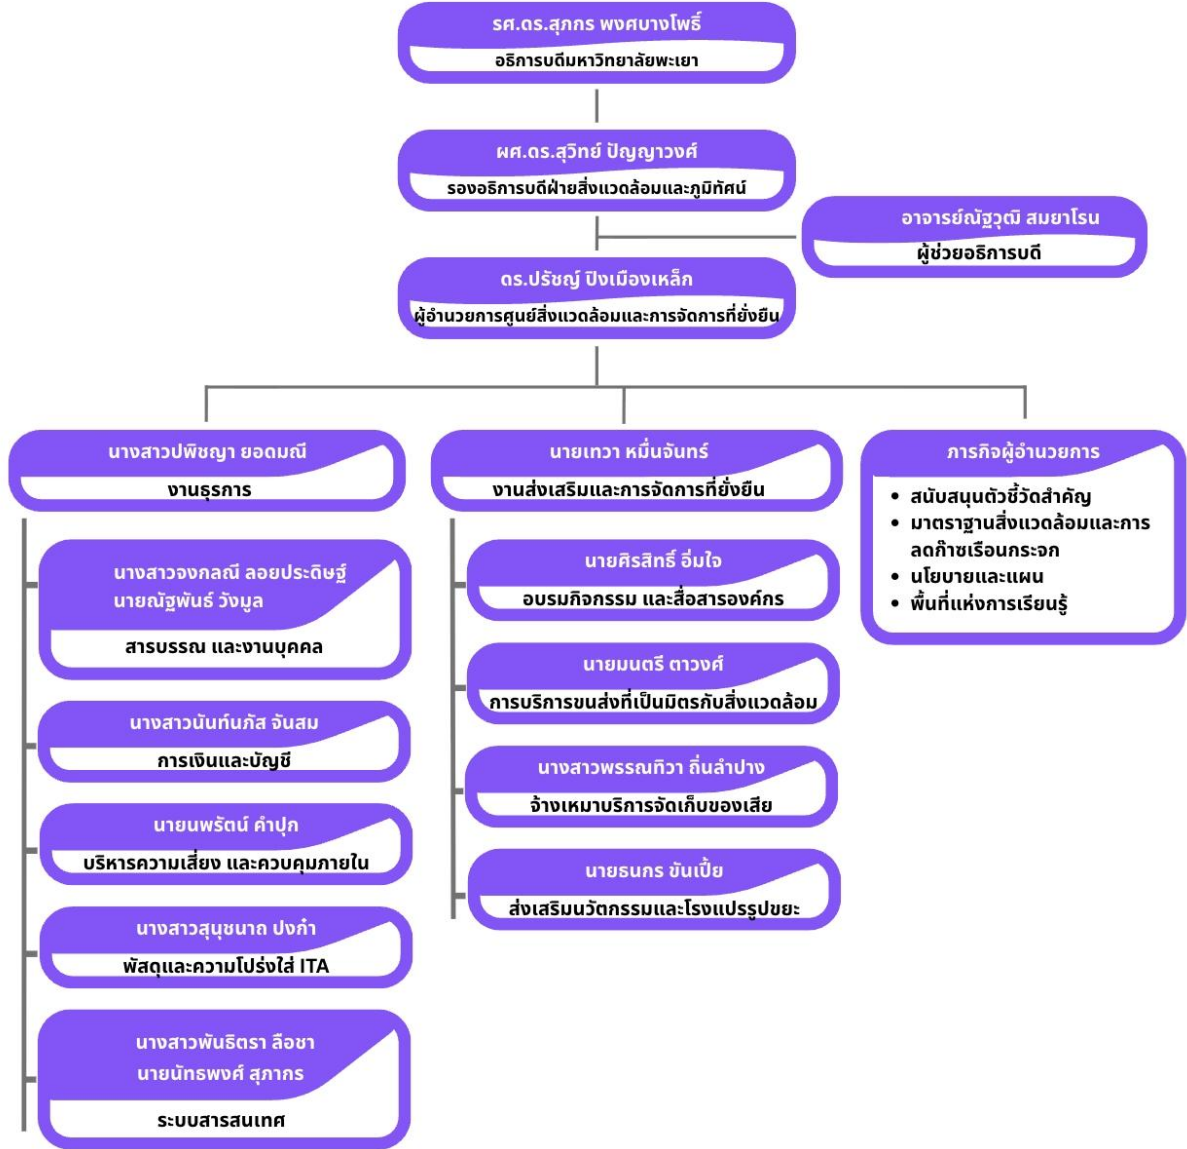 รศ.ดร.สุภกร พงศบางโพธิ์
อธิการบดีมหาวิทยาลัยพะเยา
ผศ.ดร.สุวิทย์ ปัญญาวงศ์
รองอธิการบดีฝ่ายสิ่งแวดล้อมและภูมิทัศน์
อาจารย์ณัฐวุฒิ สมยาโรน
ผู้ช่วยอธิการบดี
ดร.ปรัชญ์ ปิงเมืองเหล็ก
ผู้อำนวยการศูนย์สิ่งแวดล้อมและการจัดการที่ยั่งยืน
นางสาวปพิชญา ยอดมณี
งานธุรการ
นางสาวจงกลณี ลอยประดิษฐ์
นายณัฐพันธ์ วังมูล
สารบรรณ และงานบุคคล
นางสาวนันท์นภัส จันสม
การเงินและบัญชี
นายนพรัตน์ คำปุก
บริหารความเสี่ยง และควบคุมภายใน
นางสาวสุนุชนาถ ปงก๋า
พัสดุและความโปร่งใส่ ITA
นางสาวพันธิตรา ลือชา
นายนัทธพงศ์ สุภากร
ระบบสารสนเทศ
นายเทวา หมื่นจันทร์
งานส่งเสริมและการจัดการที่ยั่งยืน
นายศิรสิทธิ์ อิ่มใจ
อบรมกิจกรรม และสื่อสารองค์กร
นายมนตรี ตาวงศ์
การบริการขนส่งที่เป็นมิตรกับสิ่งแวดล้อม
นางสาวพรรณทิวา ถิ่นลำปาง
จ้างเหมาบริการจัดเก็บของเสีย
นายธนกร ขันเปี้ย
ส่งเสริมนวัตกรรมและโรงแปรรูปขยะ
ภารกิจผู้อำนวยการ
• สนับสนุนตัวชี้วัดสำคัญ
• มาตราฐานสิ่งแวดล้อมและการ
ลดก๊าซเรือนกระจก
• นโยบายและแผน
• พื้นที่แห่งการเรียนรู้